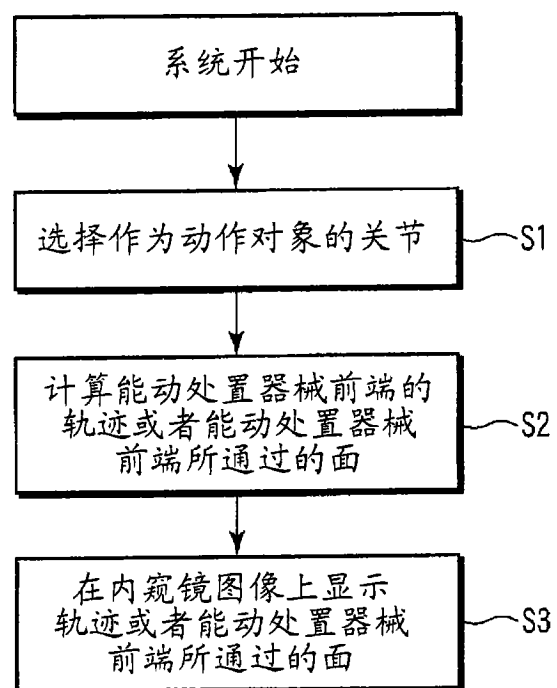 系统开始
选择作为动作对象的关节
S1
计算能动处置器械前端的
轨迹或者能动处置器械
前端所通过的面
S2
在内窥镜图像上显示
轨迹或者能动处置器械
前端所通过的面
S3